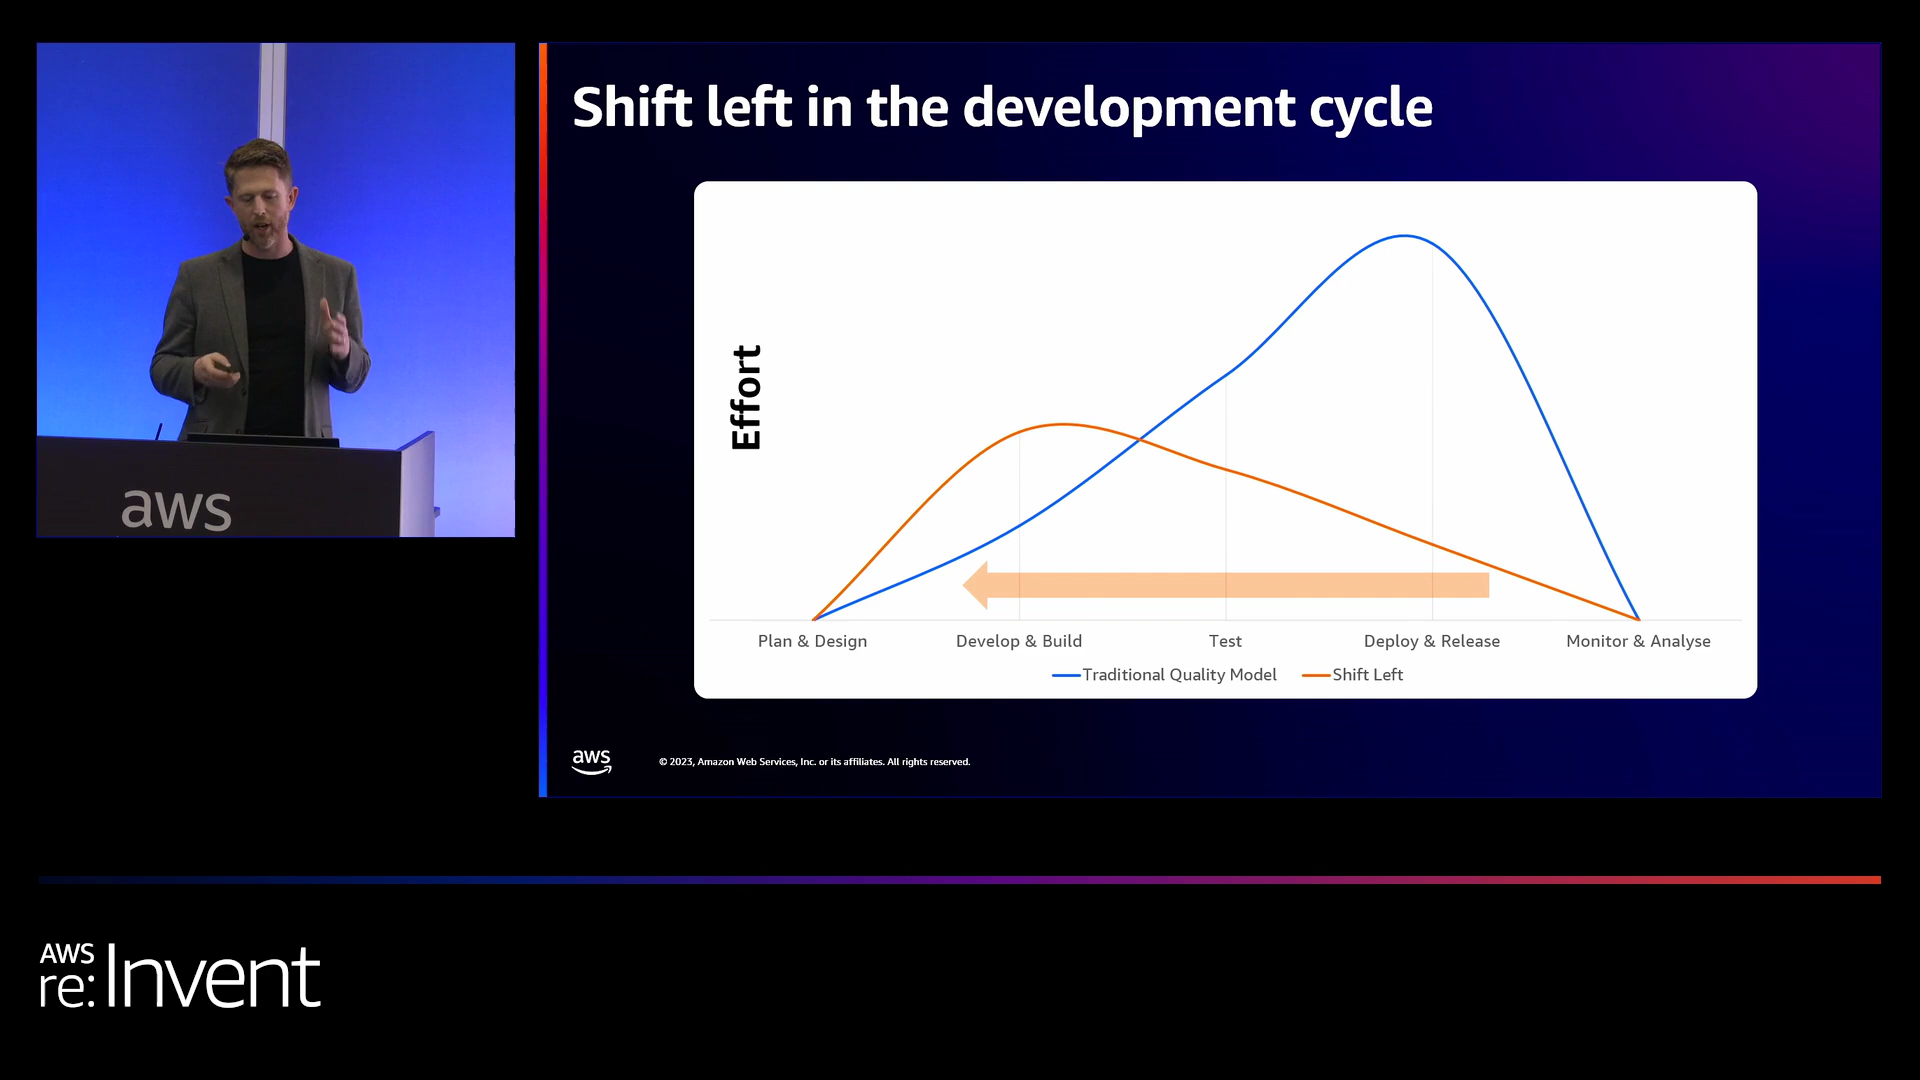 Shift left in the development cycle
Effort
Plan & Design
Develop & Build
Test
Deploy & Release
Monitor & Analyse
Traditional Quality Model
Shift Left
aws
aws
© 2023, Amazon Web Services, Inc. or its affiliates. All rights reserved.
AWS
re:Invent